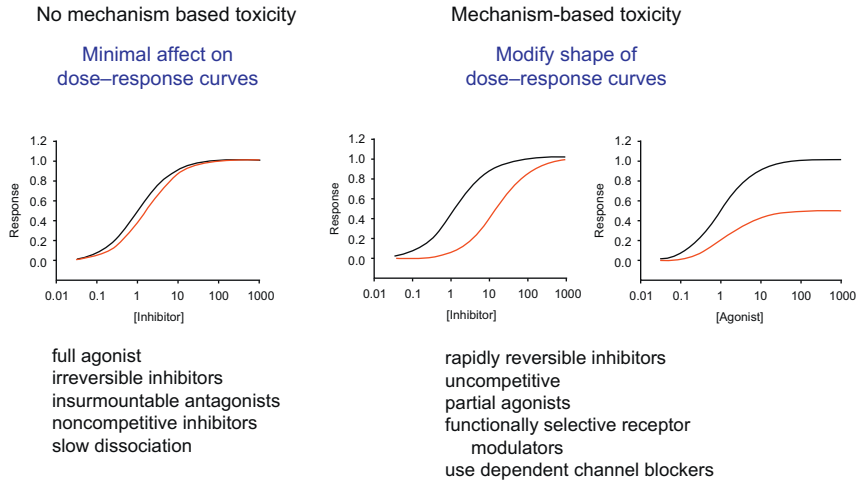 No mechanism based toxicity
Minimal affect on
dose–response curves
Mechanism-based toxicity
Modify shape of
dose–response curves
Response
1.2
1.0
0.8
0.6
0.4
0.2
0.0
0.01 0.1 1 10 100 1000
[Inhibitor]
Response
1.2
1.0
0.8
0.6
0.4
0.2
0.0
0.01 0.1 1 10 100 1000
[Inhibitor]
Response
1.2
1.0
0.8
0.6
0.4
0.2
0.0
0.01 0.1 1 10 100 1000
[Agonist]
full agonist
irreversible inhibitors
insurmountable antagonists
noncompetitive inhibitors
slow dissociation
rapidly reversible inhibitors
uncompetitive
partial agonists
functionally selective receptor
modulators
use dependent channel blockers